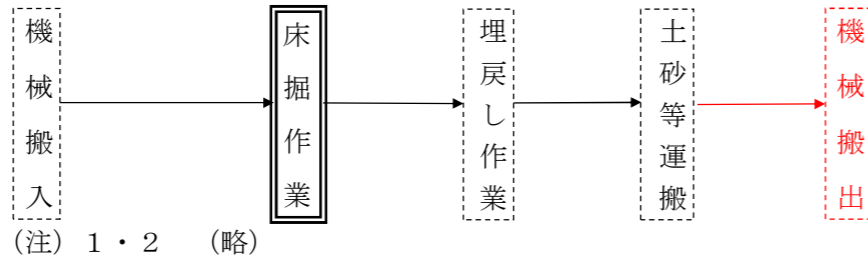 機械搬入
床掘作業
埋戻し作業
土砂等運搬
機械搬出
(注) 1・2 (略)